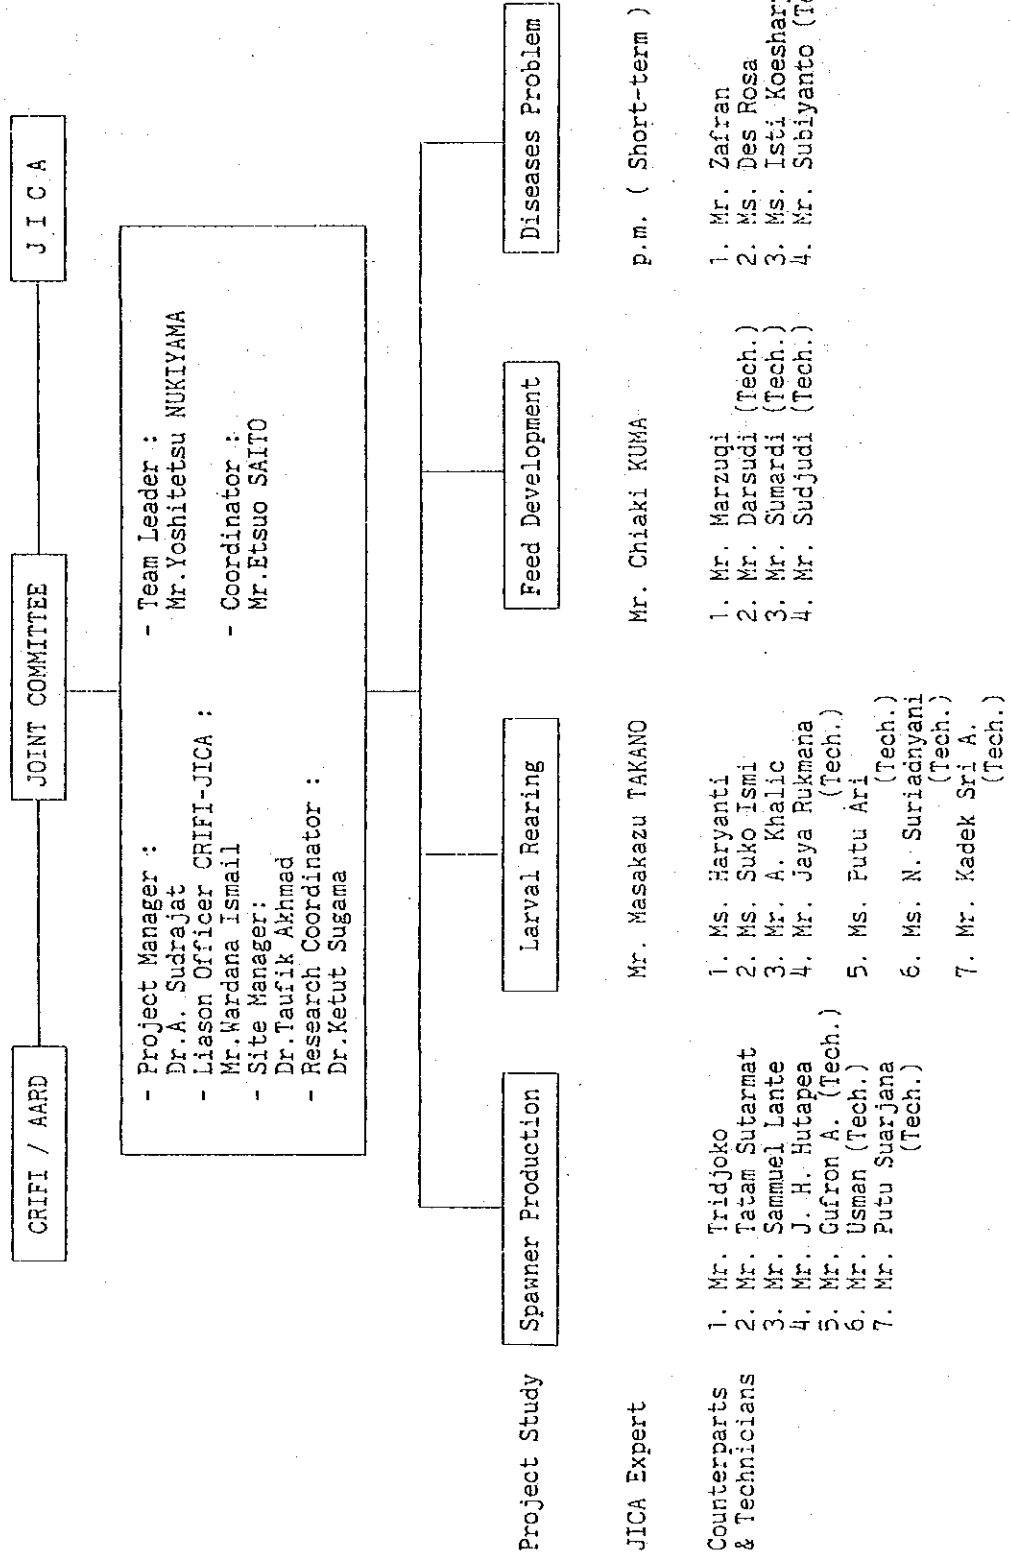 CRIFI / AARD
JOINT COMMITTEE
J I C A
- Project Manager :
Dr.A. Sudrajat
- Liason Officer CRIFI-JICA :
Mr.Wardana Ismail
- Site Manager:
Dr.Taufik Akhmad
- Research Coordinator :
Dr.Ketut Sugama
- Team Leader :
Mr.Yoshitetsu NUKIYAMA
- Coordinator :
Mr.Etsuo SAITO
Project Study
Spawner Production
Larval Rearing
Feed Development
Diseases Problem
JICA Expert
Mr. Masakazu TAKANO
Mr. Chiaki KUMA
p.m. ( Short-term )
Counterparts
& Technicians
1. Mr. Tridjoko
2. Mr. Tatam Sutarmat
3. Mr. Sammuel Lante
4. Mr. J. H. Hutapea
5. Mr. Gufron A. (Tech.)
6. Mr. Usman (Tech.)
7. Mr. Putu Suarjana
(Tech.)
1. Ms. Haryanti
2. Ms. Suko Ismi
3. Mr. A. Khalic
4. Mr. Jaya Rukmana
(Tech.)
5. Ms. Putu Ari
(Tech.)
6. Ms. N. Suriadnyani
(Tech.)
7. Mr. Kadek Sri A.
(Tech.)
1. Mr. Marzuqi
2. Mr. Darsudi (Tech.)
3. Mr. Sumardi (Tech.)
4. Mr. Sudjudi (Tech.)
1. Mr. Zafran
2. Ms. Des Rosa
3. Ms. Isti
4. Mr. Subiyanto